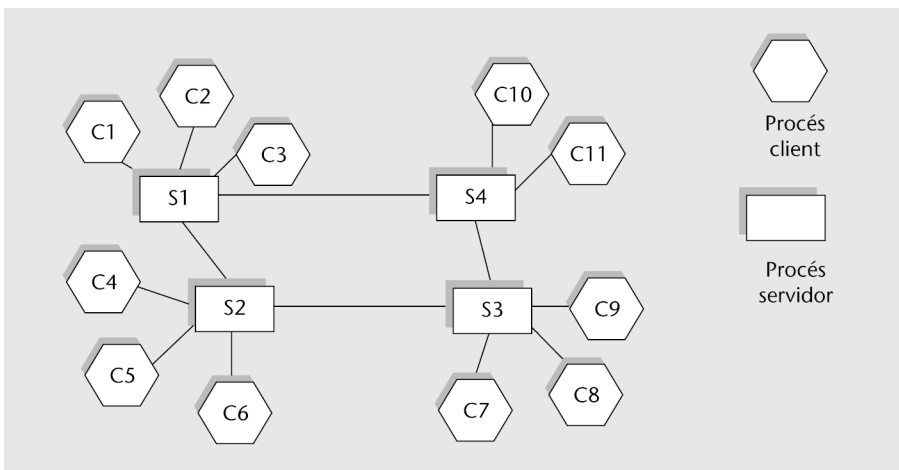 C1
C2
C3
S1
C10
C11
S4
C4
C5
C6
S2
S3
C7
C8
C9
Procés
client
Procés
servidor